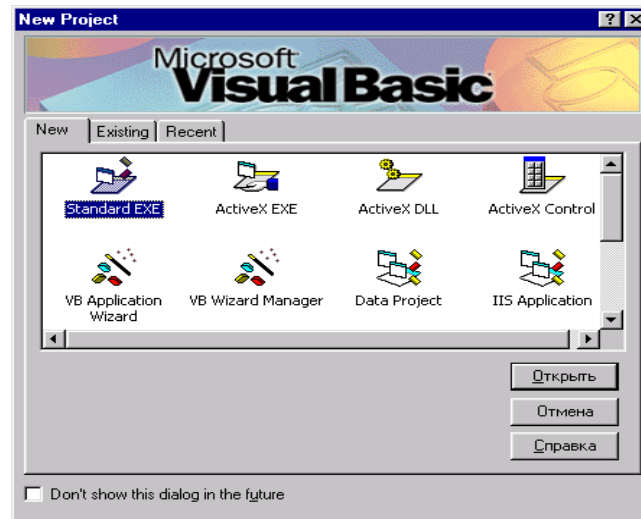 New Project
Microsoft
Visual Basic
New Existing Recent
Standard EXE ActiveX EXE ActiveX DLL ActiveX Control
VB Application Wizard VB Wizard Manager Data Project IIS Application
Открыть
Отмена
Справка
Don't show this dialog in the future